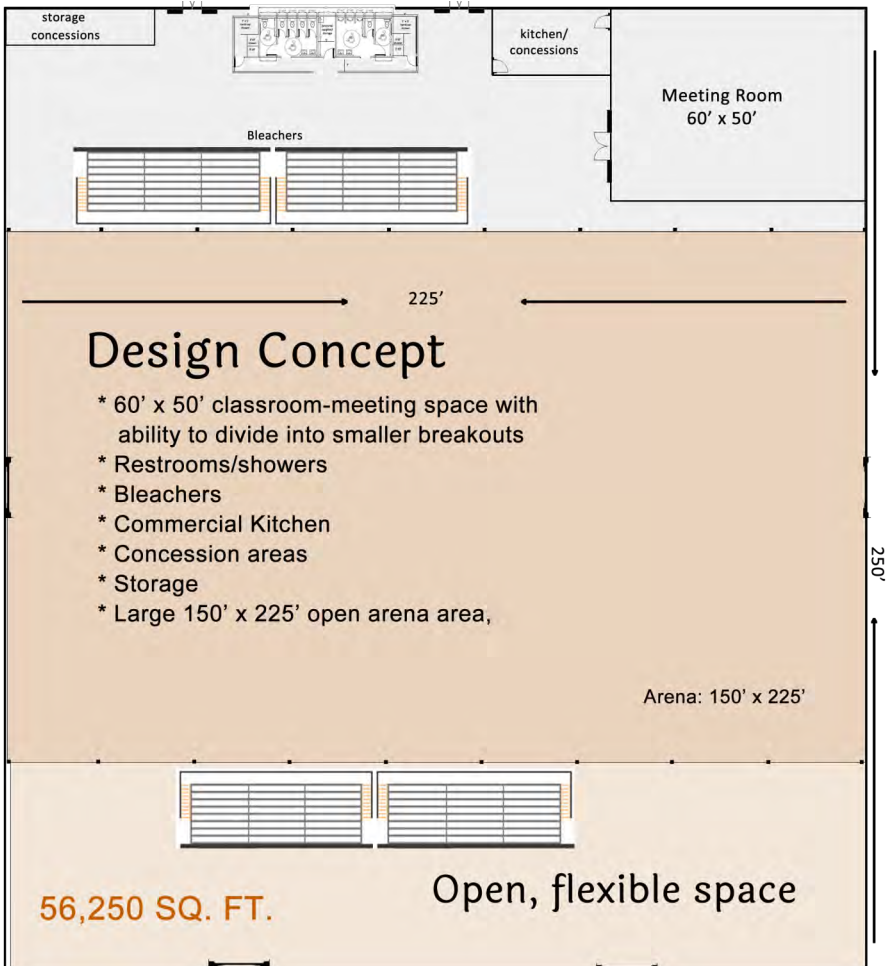 storage
concessions
kitchen/
concessions
Meeting Room
60’ x 50’
Bleachers
225’
Design Concept
* 60’ x 50’ classroom-meeting space with
ability to divide into smaller breakouts
* Restrooms/showers
* Bleachers
* Commercial Kitchen
* Concession areas
* Storage
* Large 150’ x 225’ open arena area,
250’
Arena: 150’ x 225’
Open, flexible space
56,250 SQ. FT.